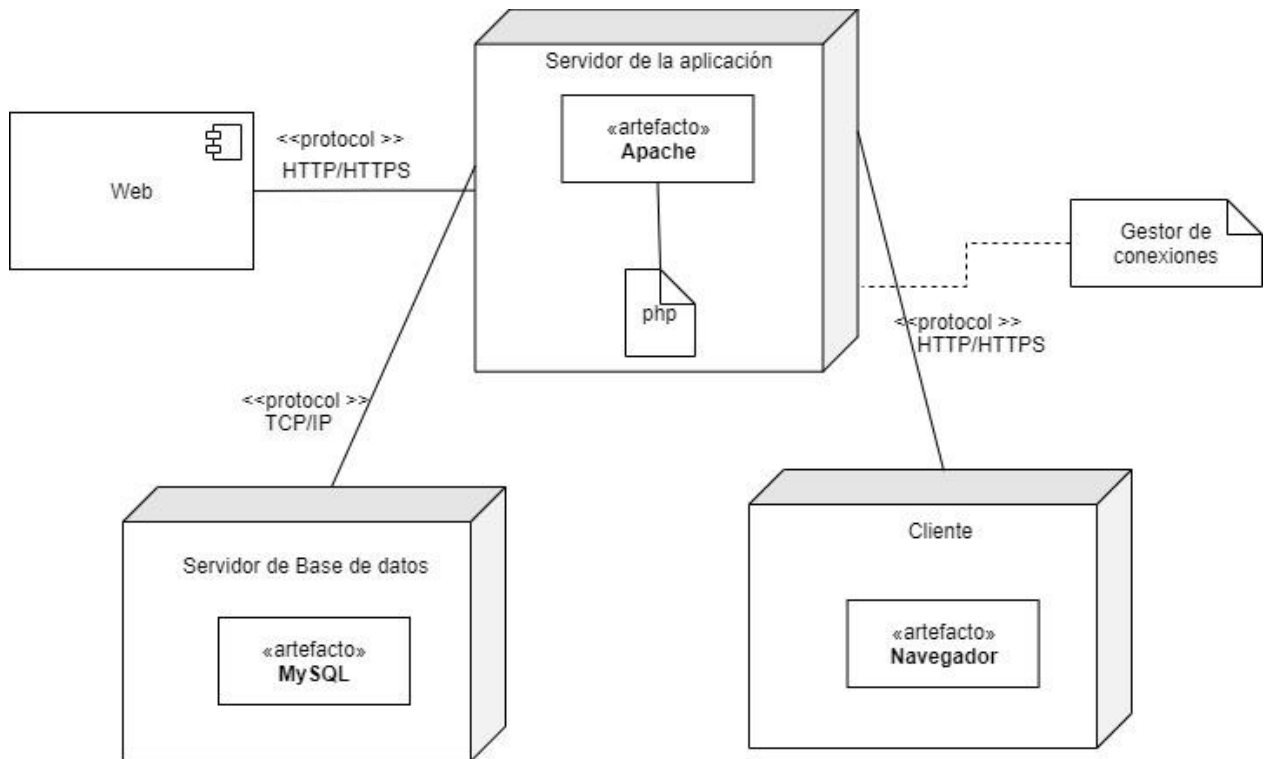 Servidor de la aplicación
«artefacto»
Apache
php
Web
<<protocol >>
HTTP/HTTPS
Gestor de
conexiones
<<protocol >>
HTTP/HTTPS
<<protocol >>
TCP/IP
Servidor de Base de datos
«artefacto»
MySQL
Cliente
«artefacto»
Navegador